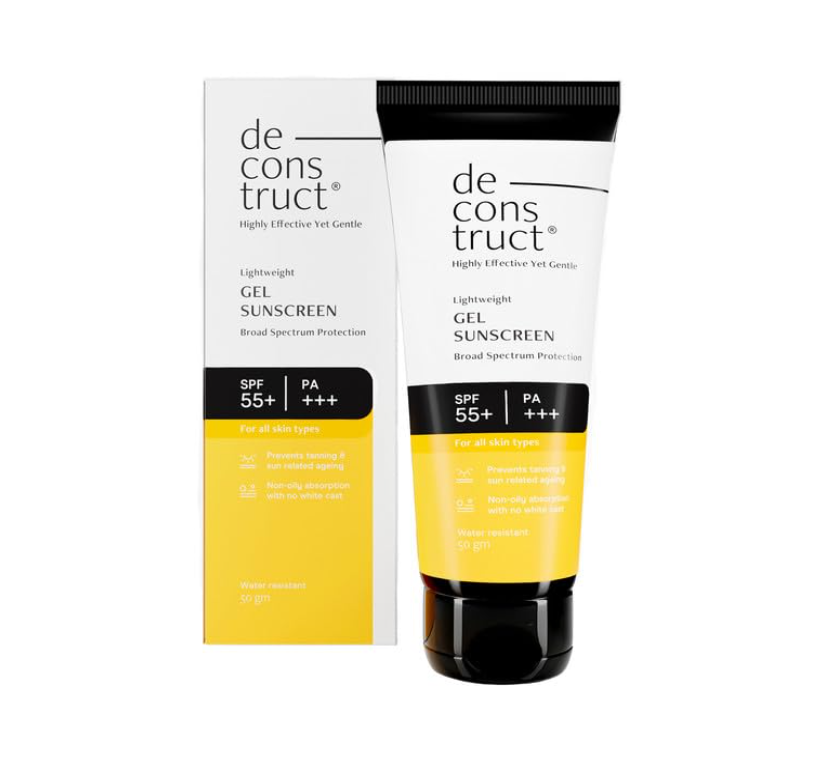 de
cons
truct®
Highly Effective Yet Gentle
Lightweight
GEL
SUNSCREEN
Broad Spectrum Protection
SPF
55+
PA
+++
For all skin types
Prevents tanning &
sun related ageing
Non-oily absorption
with no white cast
Water resistant
50 gm
de
cons
truct®
Highly Effective Yet Gentle
Lightweight
GEL
SUNSCREEN
Broad Spectrum Protection
SPF
55+
PA
+++
For all skin types
Prevents tanning &
sun related ageing
Non-oily absorption
with no white cast
Water resistant
50 gm